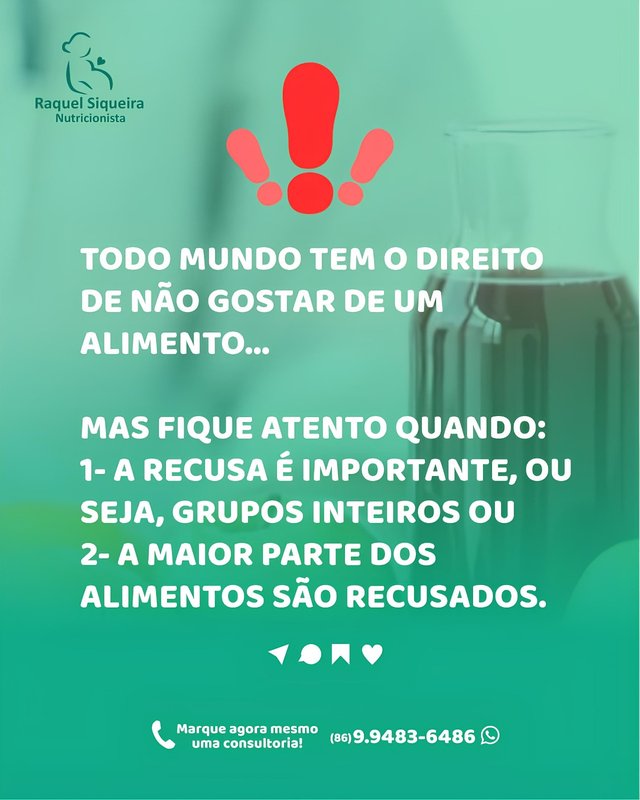 Raquel Siqueira
Nutricionista
TODO MUNDO TEM O DIREITO
DE NÃO GOSTAR DE UM
ALIMENTO...
MAS FIQUE ATENTO QUANDO:
1- A RECUSA É IMPORTANTE, OU
SEJA, GRUPOS INTEIROS OU
2- A MAIOR PARTE DOS
ALIMENTOS SÃO RECUSADOS.
Marque agora mesmo
uma consultoria!
(86)9.9483-6486